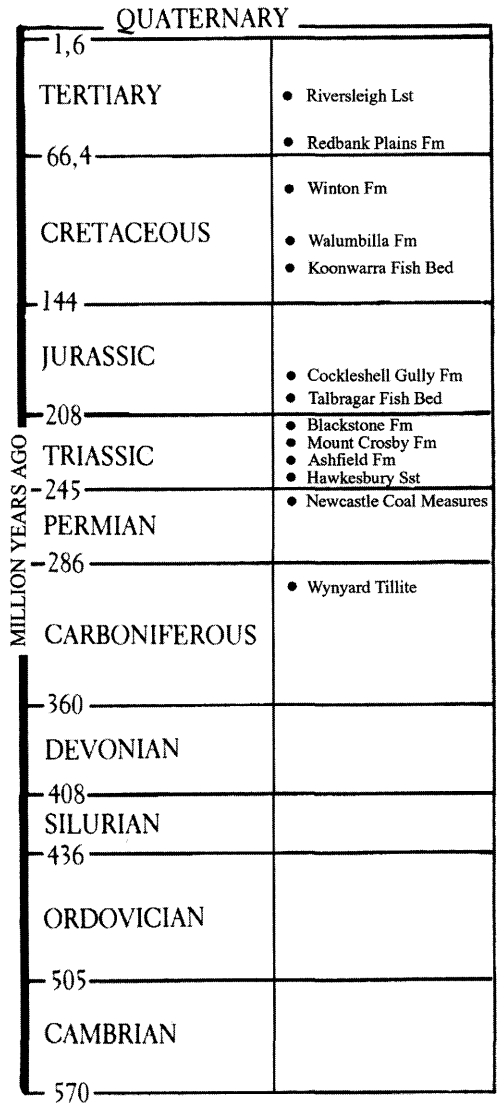 QUATERNARY
1,6
TERTIARY
Riversleigh Lst
Redbank Plains Fm
66,4
Winton Fm
CRETACEOUS
Walumbilla Fm
Koonwarra Fish Bed
144
JURASSIC
Cockleshell Gully Fm
Talbragar Fish Bed
208
Blackstone Fm
Mount Crosby Fm
TRIASSIC
Ashfield Fm
Hawkesbury Sst
245
Newcastle Coal Measures
PERMIAN
286
Wynyard Tillite
CARBONIFEROUS
360
DEVONIAN
408
SILURIAN
436
ORDOVICIAN
505
CAMBRIAN
570
MILLION YEARS AGO